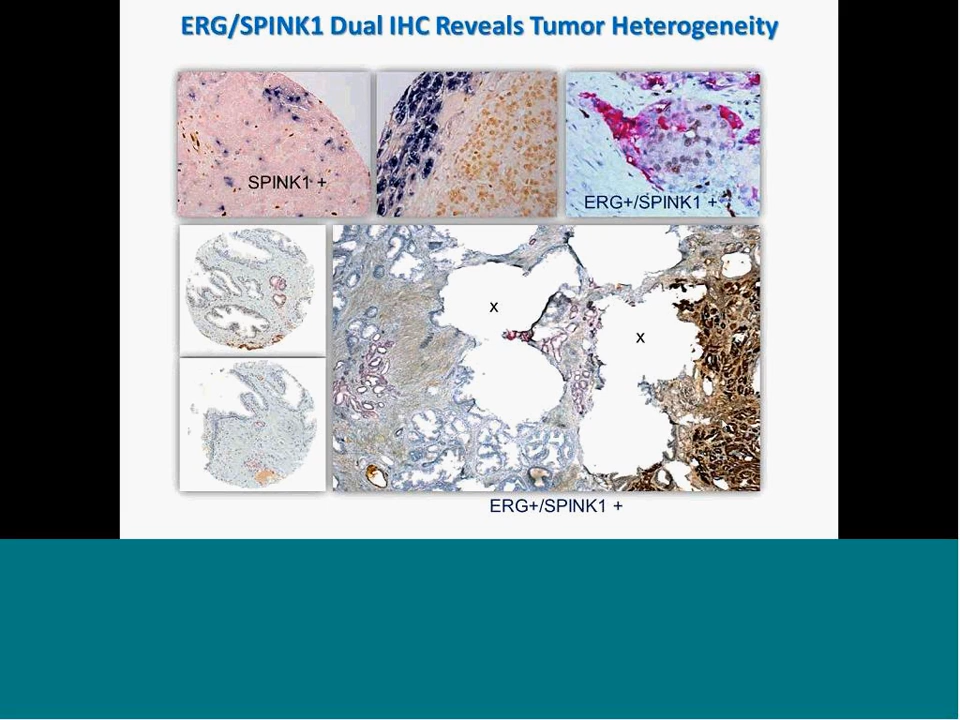 ERG/SPINK1 Dual IHC Reveals Tumor Heterogeneity
SPINK1 +
ERG+/SPINK1 +
x
x
ERG+/SPINK1 +